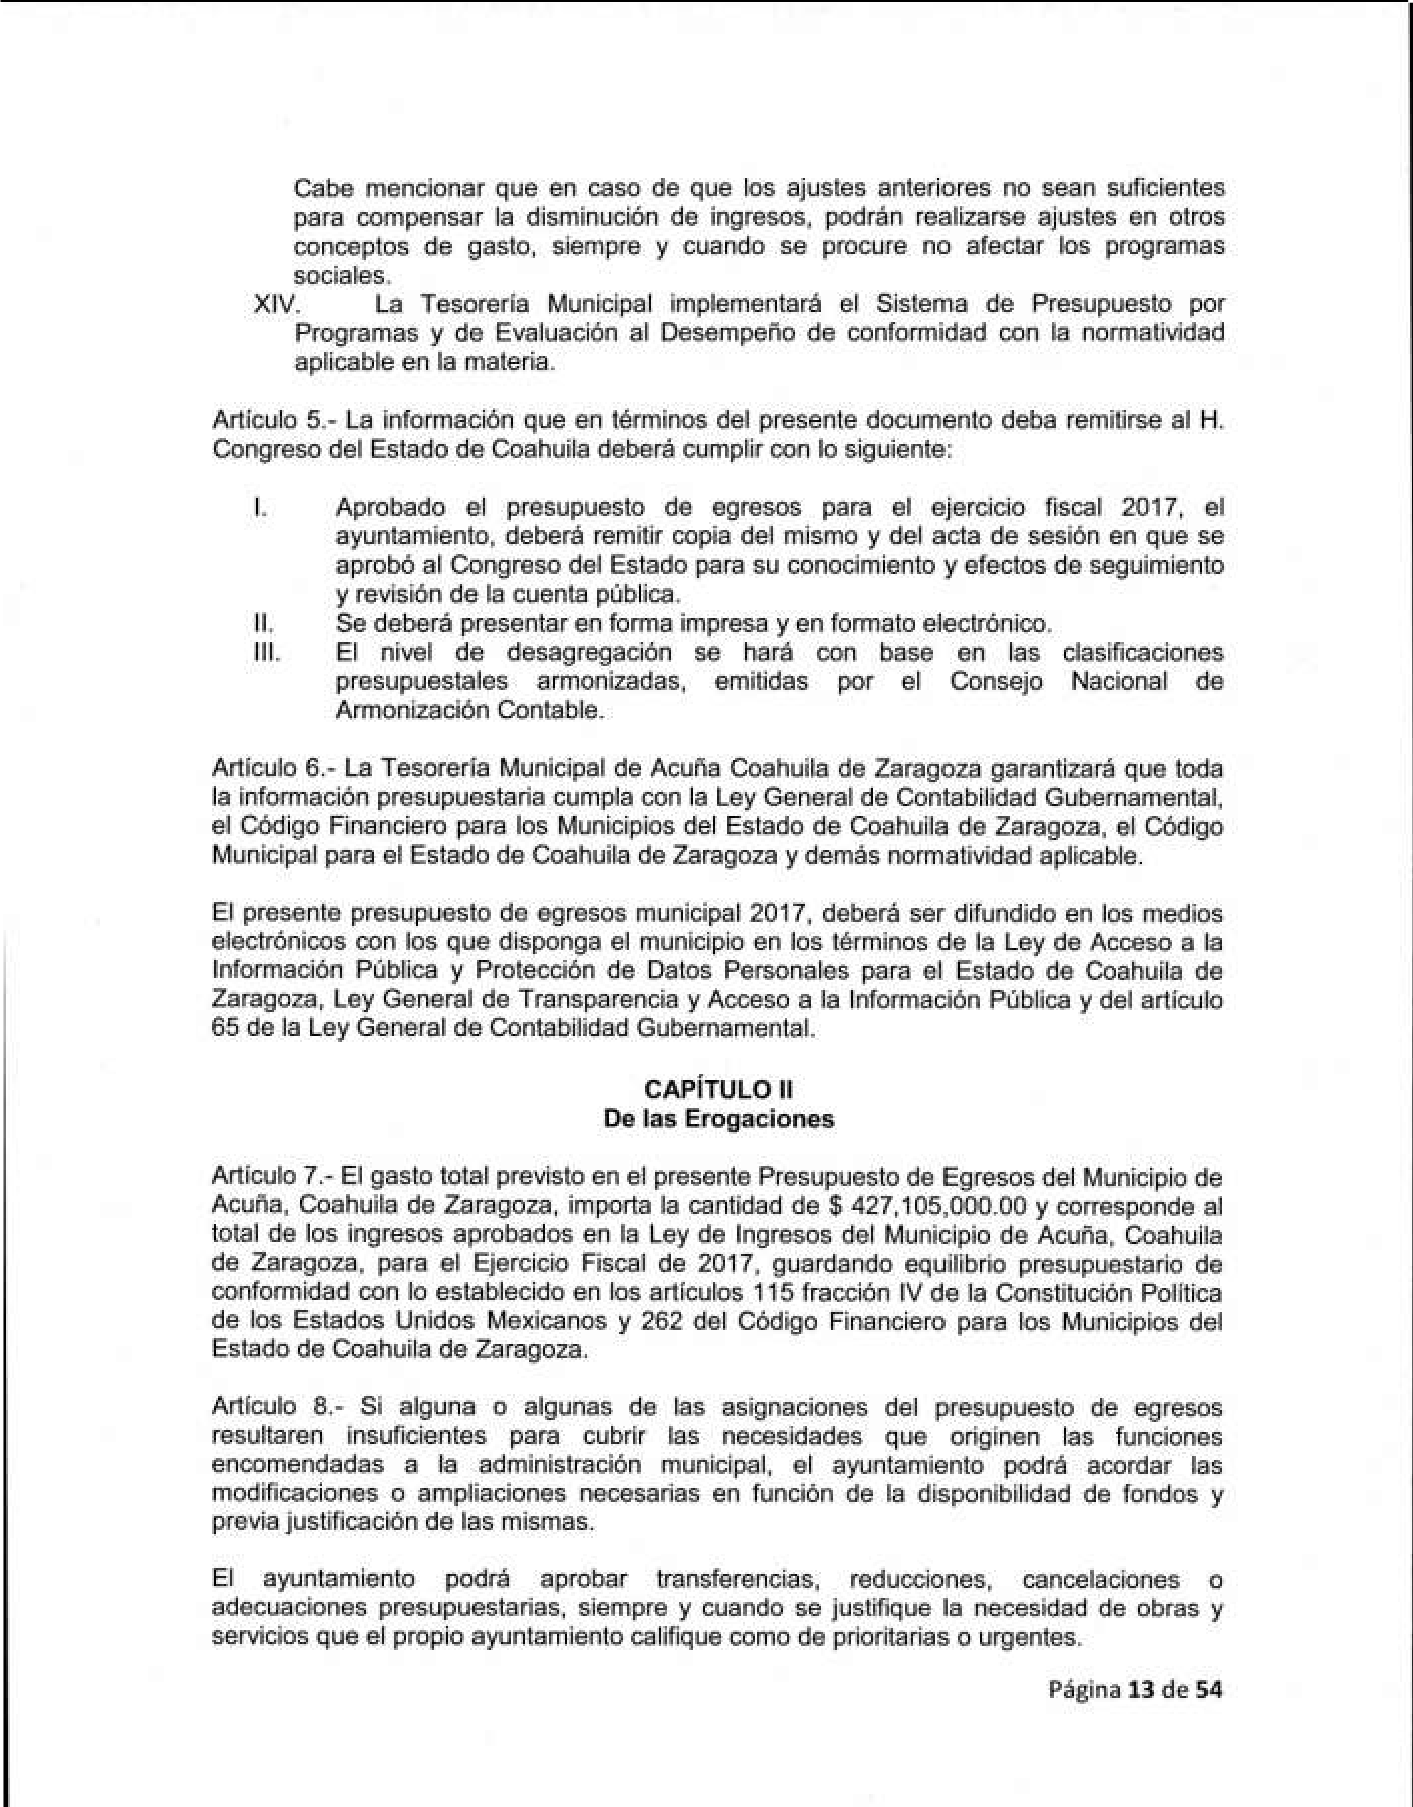 Cabe mencionar que en caso de que los ajustes anteriores no sean suficientes
para compensar la disminución de ingresos, podrán realizarse ajustes en otros
conceptos de gasto, siempre y cuando se procure no afectar los programas
sociales.
XIV. La Tesorería Municipal implementará el Sistema de Presupuesto por
Programas y de Evaluación al Desempeño de conformidad con la normatividad
aplicable en la materia.
Artículo 5.- La información que en términos del presente documento deba remitirse al H.
Congreso del Estado de Coahuila deberá cumplir con lo siguiente:
I. Aprobado el presupuesto de egresos para el ejercicio fiscal 2017, el
ayuntamiento, deberá remitir copia del mismo y del acta de sesión en que se
aprobó al Congreso del Estado para su conocimiento y efectos de seguimiento
y revisión de la cuenta pública.
II. Se deberá presentar en forma impresa y en formato electrónico.
III. El nivel de desagregación se hará con base en las clasificaciones
presupuestales armonizadas, emitidas por el Consejo Nacional de
Armonización Contable.
Artículo 6.- La Tesorería Municipal de Acuña Coahuila de Zaragoza garantizará que toda
la información presupuestaria cumpla con la Ley General de Contabilidad Gubernamental,
el Código Financiero para los Municipios del Estado de Coahuila de Zaragoza, el Código
Municipal para el Estado de Coahuila de Zaragoza y demás normatividad aplicable.
El presente presupuesto de egresos municipal 2017, deberá ser difundido en los medios
electrónicos con los que disponga el municipio en los términos de la Ley de Acceso a la
Información Pública y Protección de Datos Personales para el Estado de Coahuila de
Zaragoza, Ley General de Transparencia y Acceso a la Información Pública y del artículo
65 de la Ley General de Contabilidad Gubernamental.
CAPÍTULO II
De las Erogaciones
Artículo 7.- El gasto total previsto en el presente Presupuesto de Egresos del Municipio de
Acuña, Coahuila de Zaragoza, importa la cantidad de $ 427,105,000.00 y corresponde al
total de los ingresos aprobados en la Ley de Ingresos del Municipio de Acuña, Coahuila
de Zaragoza, para el Ejercicio Fiscal de 2017, guardando equilibrio presupuestario de
conformidad con lo establecido en los artículos 115 fracción IV de la Constitución Política
de los Estados Unidos Mexicanos y 262 del Código Financiero para los Municipios del
Estado de Coahuila de Zaragoza.
Artículo 8.- Si alguna o algunas de las asignaciones del presupuesto de egresos
resultaren insuficientes para cubrir las necesidades que originen las funciones
encomendadas a la administración municipal, el ayuntamiento podrá acordar las
modificaciones o ampliaciones necesarias en función de la disponibilidad de fondos y
previa justificación de las mismas.
El ayuntamiento podrá aprobar transferencias, reducciones, cancelaciones o
adecuaciones presupuestarias, siempre y cuando se justifique la necesidad de obras y
servicios que el propio ayuntamiento califique como de prioritarias o urgentes.
Página 13 de 54